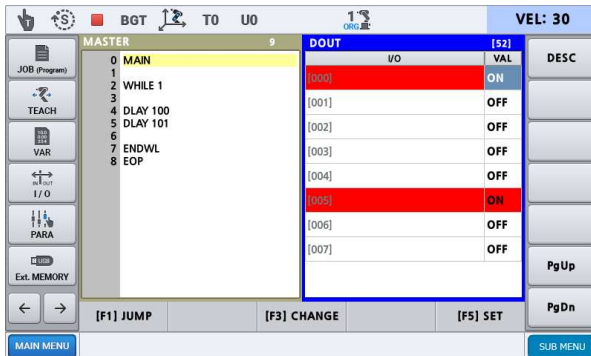 (S) BGT T0 U0 123 ORG VEL: 30
JOB (Program)
TEACH
VAR
IN OUT
I/O
PARA
USB
Ext. MEMORY
← →
MAIN MENU
MASTER 9
0 MAIN
1
2 WHILE 1
3
4 DLAY 100
5 DLAY 101
6
7 ENDWL
8 EOP
DOUT [52]
I/O VAL
[000] ON
[001] OFF
[002] OFF
[003] OFF
[004] OFF
[005] ON
[006] OFF
[007] OFF
DESC
PgUp
PgDn
[F1] JUMP [F3] CHANGE [F5] SET
SUB MENU